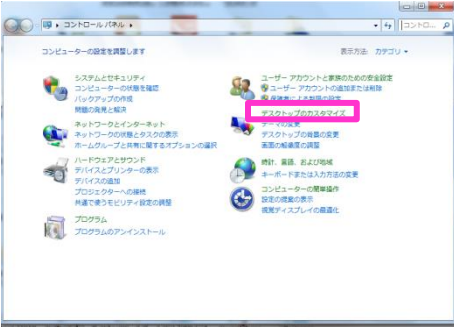 コントロール パネル
コントロ...
コンピューターの設定を調整します
表示方法: カテゴリ
システムとセキュリティ
コンピューターの状態を確認
バックアップの作成
問題の発見と解決
ネットワークとインターネット
ネットワークの状態とタスクの表示
ホームグループと共有に関するオプションの選択
ハードウェアとサウンド
デバイスとプリンターの表示
デバイスの追加
プロジェクターへの接続
共通で使うモビリティ設定の調整
プログラム
プログラムのアンインストール
ユーザー アカウントと家族のための安全設定
ユーザー アカウントの追加または削除
デスクトップのカスタマイズ
テーマの変更
デスクトップの背景の変更
画面の解像度の調整
時計、言語、および地域
キーボードまたは入力方法の変更
コンピューターの簡単操作
設定の提案の表示
視覚ディスプレイの最適化